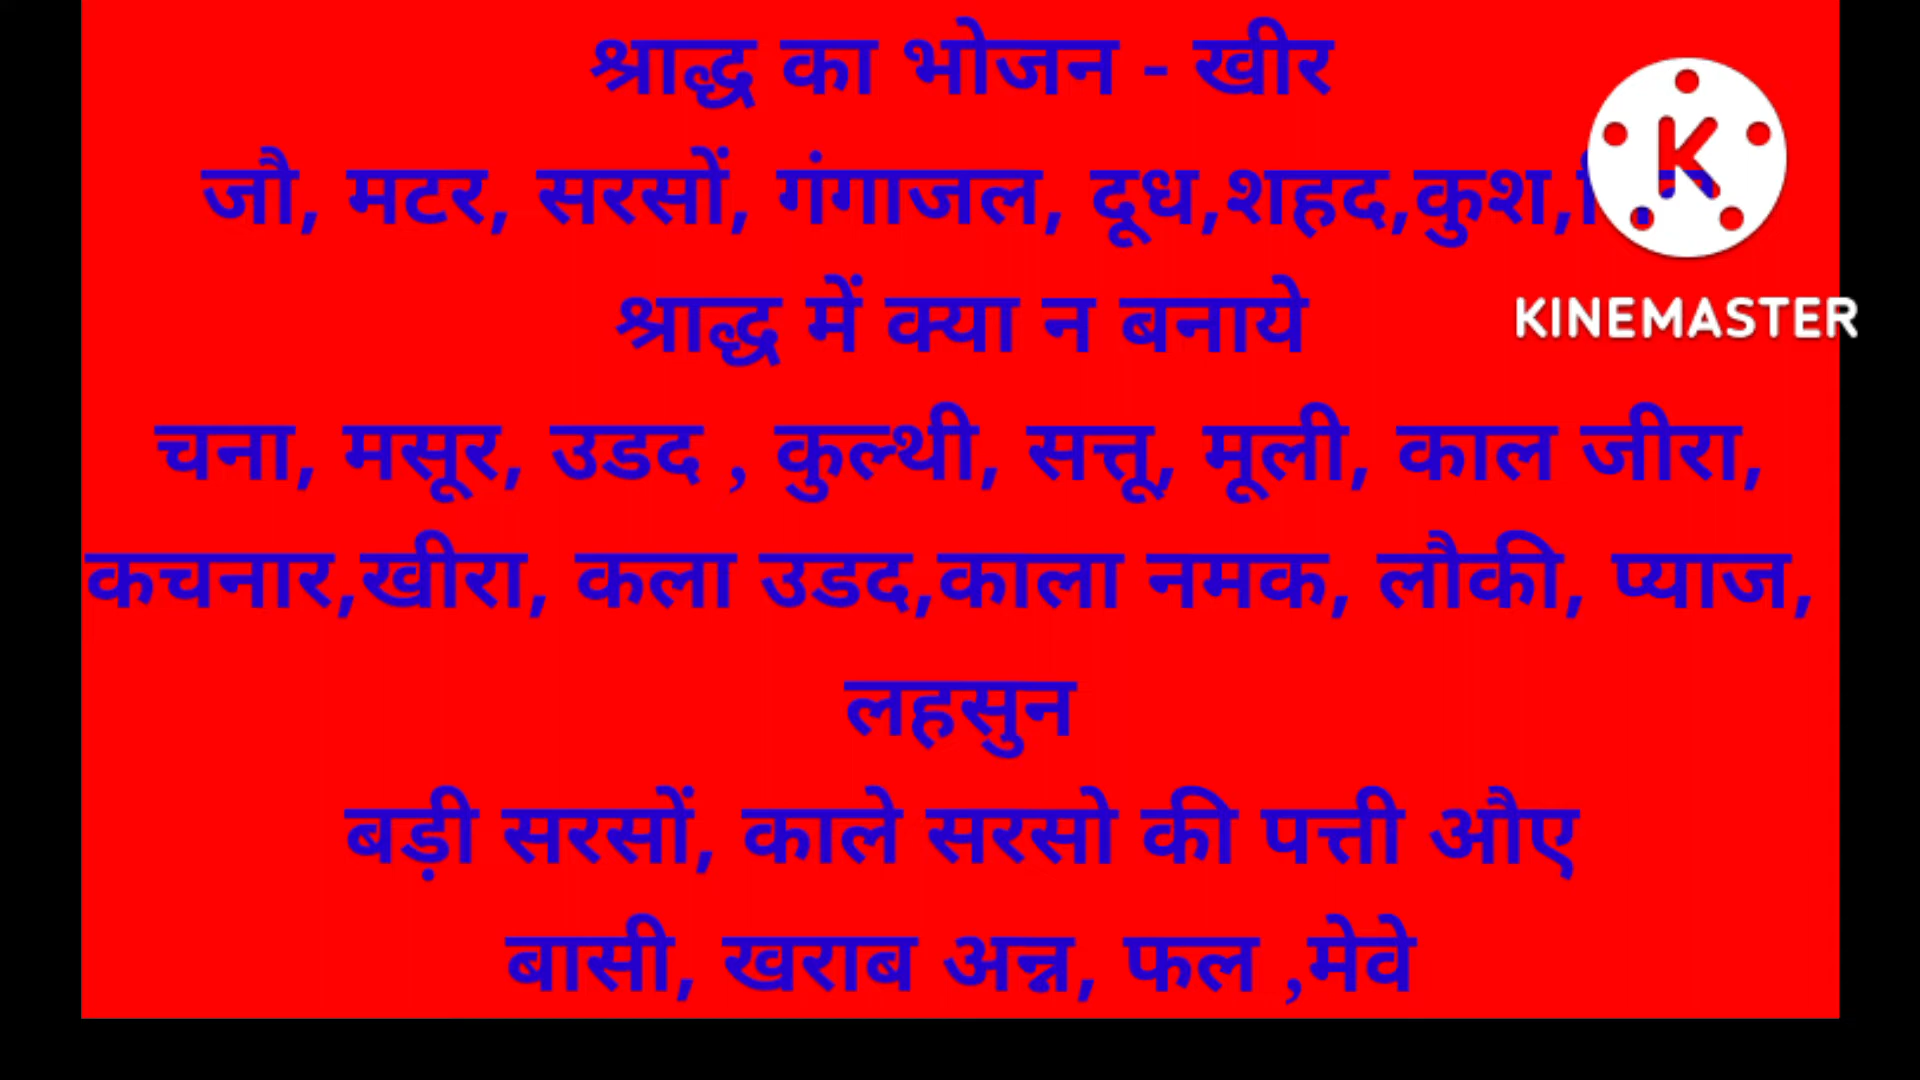 श्राद्ध का भोजन - खीर
जौ, मटर, सरसों, गंगाजल, दूध,शहद,कुश,
श्राद्ध में क्या न बनाये
KINEMASTER
चना, मसूर, उडद , कुल्थी, सत्तू, मूली, काल जीरा,
कचनार,खीरा, कला उडद,काला नमक, लौकी, प्याज,
लहसुन
बड़ी सरसों, काले सरसो की पत्ती औए
बासी, खराब अन्न, फल ,मेवे